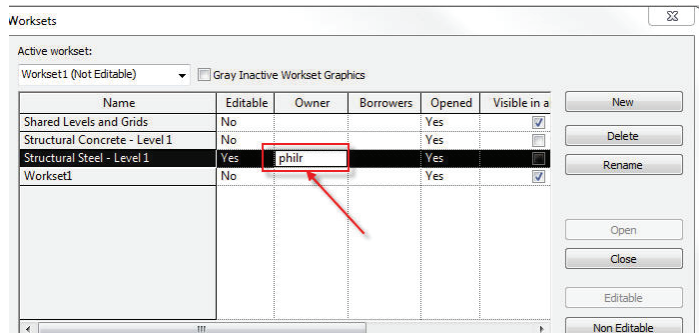 Worksets
Active workset:
Workset1 (Not Editable) Gray Inactive Workset Graphics
Name Editable Owner Borrowers Opened Visible in a
Shared Levels and Grids No Yes
Structural Concrete - Level 1 No Yes
Structural Steel - Level 1 Yes philr Yes
Workset1 No Yes
New
Delete
Rename
Open
Close
Editable
Non Editable